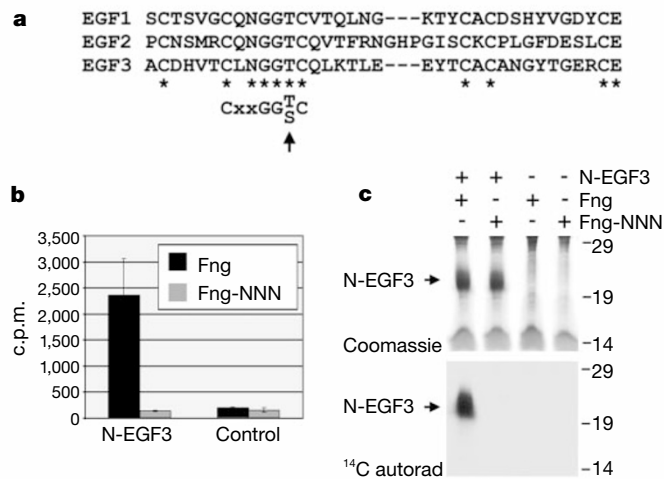 a
EGF1 SCTSVGCQNGGTCVTQLNG---KTYCACDSHYVGDYCE
EGF2 PCNSMRCQNGGTCQVTFRNGHPGISCKCPLGFDESLCE
EGF3 ACDHVTCLNGGTCQLKTLE---EYTCACANGYTGERCE
* * * * * * * * * * *
CxxGGTC
S
b
3,500
3,000
2,500
2,000
1,500
1,000
500
0
c.p.m.
Fng
Fng-NNN
N-EGF3 Control
c
+ + - - N-EGF3
+ - + - Fng
- + - + Fng-NNN
N-EGF3
Coomassie
-29
-19
-14
N-EGF3
14C autorad
-29
-19
-14